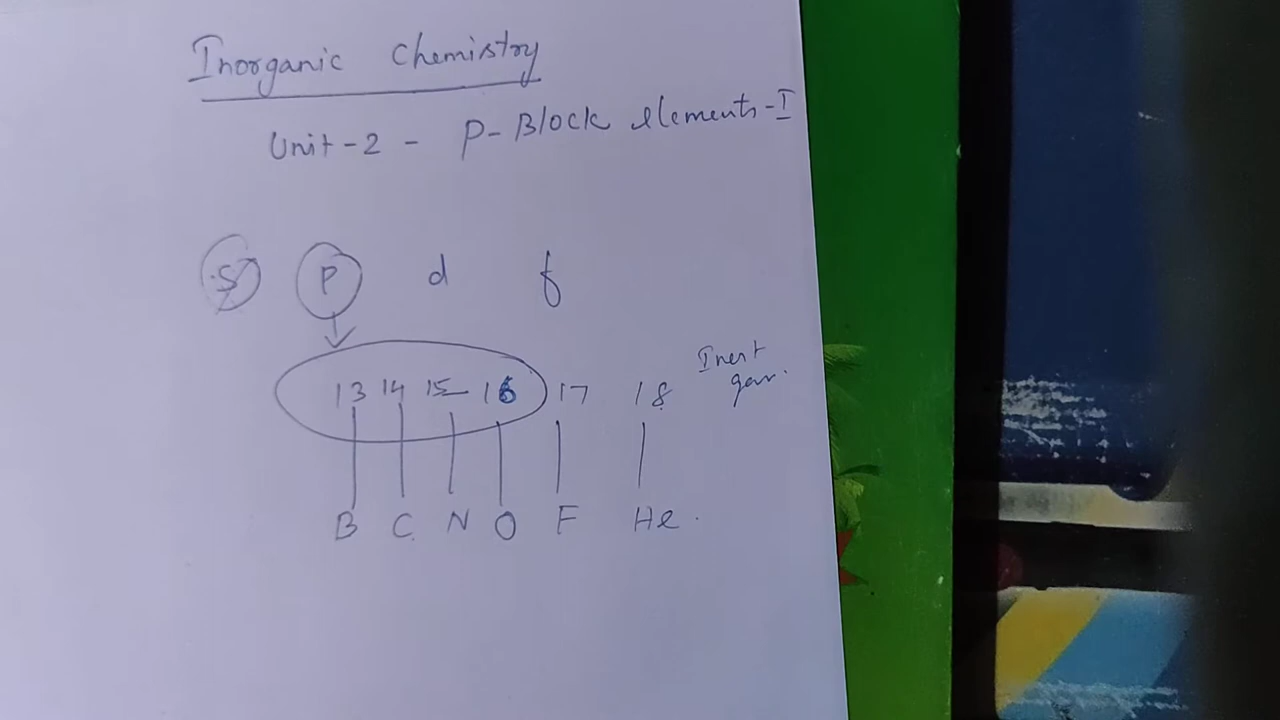 Inorganic Chemistry
Unit-2 - P-Block elements-I
S P d f
Inert
gas.
13 14 15 16 17 18
B C N O F He.